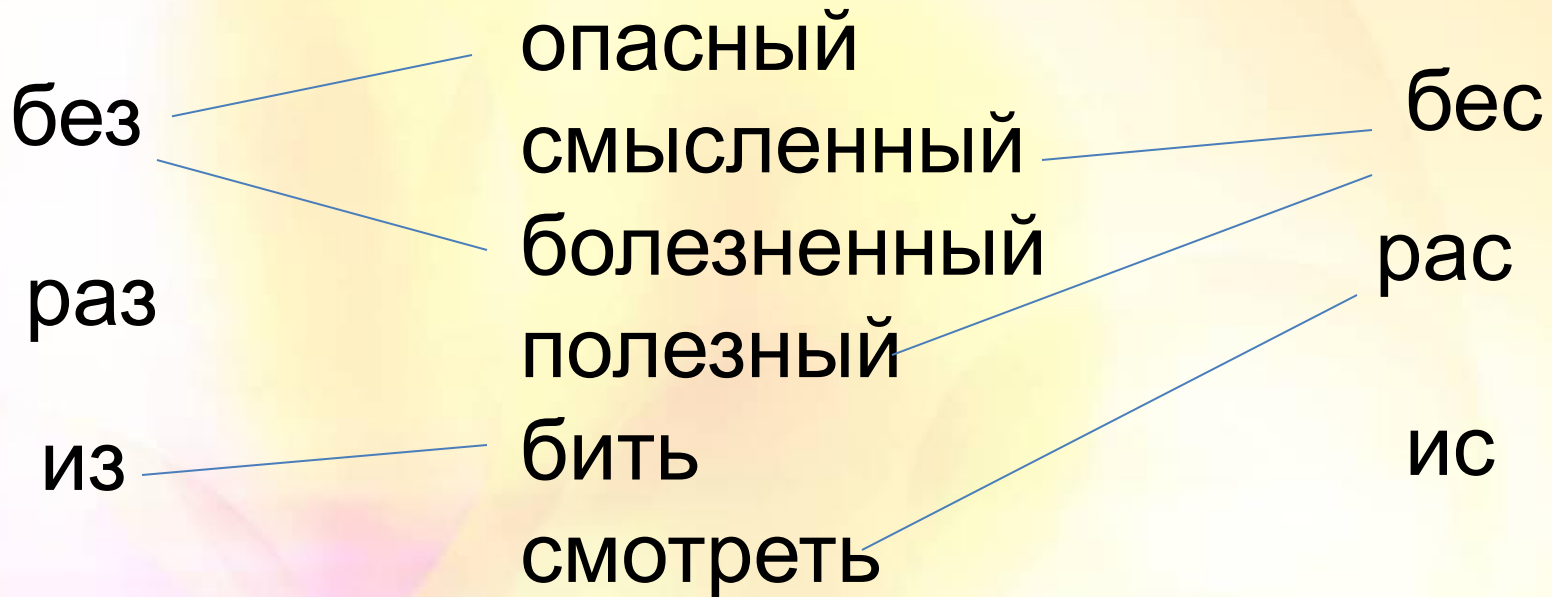 без
раз
из
опасный
смысленный
болезненный
полезный
бить
смотреть
бес
рас
ис